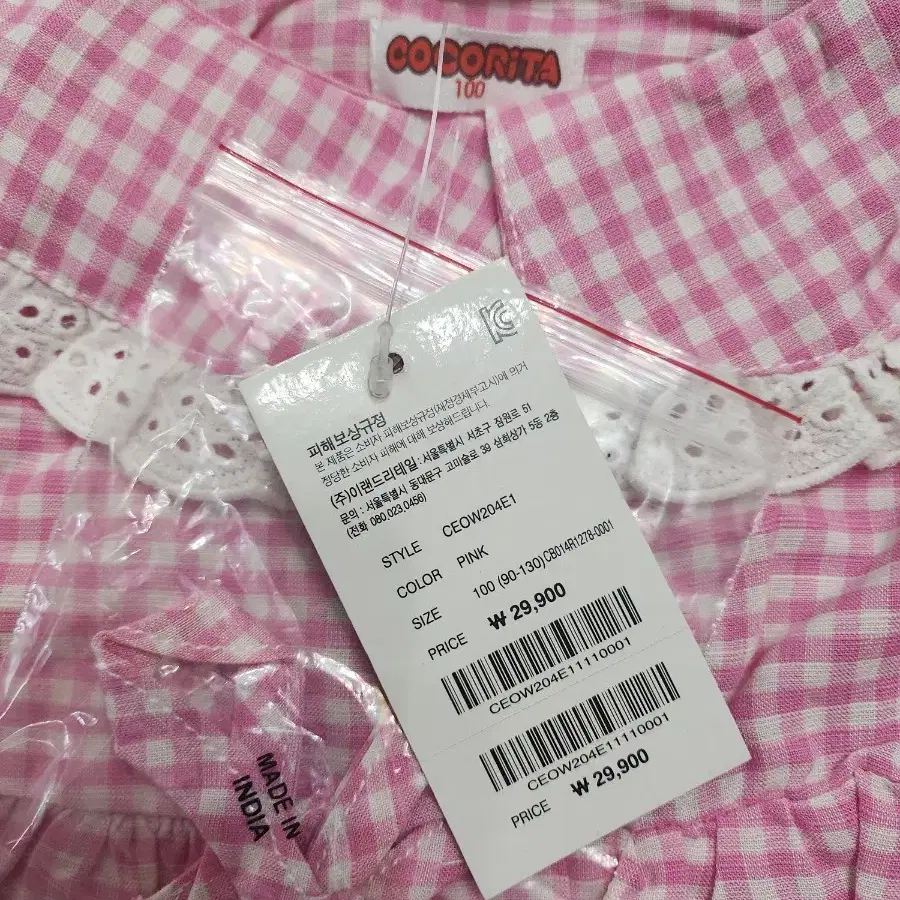 COCORITA
100
피해보상규정
본 제품은 소비자 피해보상규정(재정경제부고시)에 의거
정당한 소비자 피해에 대해 보상해드립니다.
(주)이랜드리테일 : 서울특별시 서초구 잠원로 51
문의 : 서울특별시 동대문구 고미술로 39 삼희상가 5동 2층
(전화 080.023.0456)
STYLE CEOW204E1
COLOR PINK
SIZE 100 (90-130)CB014R1278-0001
PRICE ₩ 29,900
CEOW204E11110001
CEOW204E11110001
PRICE ₩ 29,900
MADE IN
INDIA